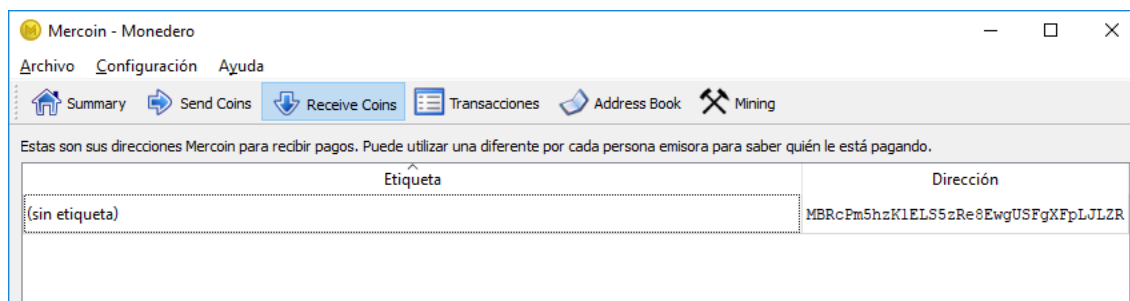 Mercoin - Monedero
Archivo Configuración Ayuda
Summary Send Coins Receive Coins Transacciones Address Book Mining
Estas son sus direcciones Mercoin para recibir pagos. Puede utilizar una diferente por cada persona emisora para saber quién le está pagando.
Etiqueta Dirección
(sin etiqueta) MBRcPm5hzK1ELS5zRe8EwgUSFgXFpLJLZR